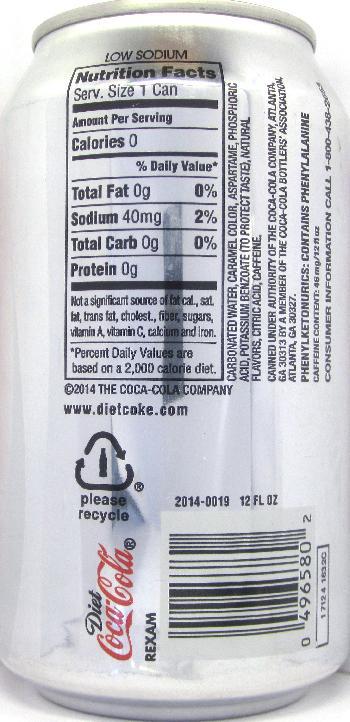 LOW SODIUM
Nutrition Facts
Serv. Size 1 Can
Amount Per Serving
Calories 0
% Daily Value*
Total Fat 0g 0%
Sodium 40mg 2%
Total Carb 0g 0%
Protein 0g
Not a significant source of fat cal., sat.
fat, trans fat, cholest., fiber, sugars,
vitamin A, vitamin C, calcium and iron.
*Percent Daily Values are
based on a 2,000 calorie diet.
©2014 THE COCA-COLA COMPANY
www.dietcoke.com
CARBONATED WATER, CARAMEL COLOR, ASPARTAME, PHOSPHORIC
ACID, POTASSIUM BENZOATE (TO PROTECT TASTE), NATURAL
FLAVORS, CITRIC ACID, CAFFEINE.
CANNED UNDER AUTHORITY OF THE COCA-COLA COMPANY, ATLANTA,
GA 30313 BY A MEMBER OF THE COCA-COLA BOTTLERS' ASSOCIATION,
ATLANTA, GA 30327.
PHENYLKETONURICS: CONTAINS PHENYLALANINE
CAFFEINE CONTENT: 46 mg/12 fl oz
CONSUMER INFORMATION CALL 1-800-438-
1
please
recycle
®
2014-0019 12 FL OZ
Diet
Coca-Cola®
REXAM
0 496580 2
17124 1632C